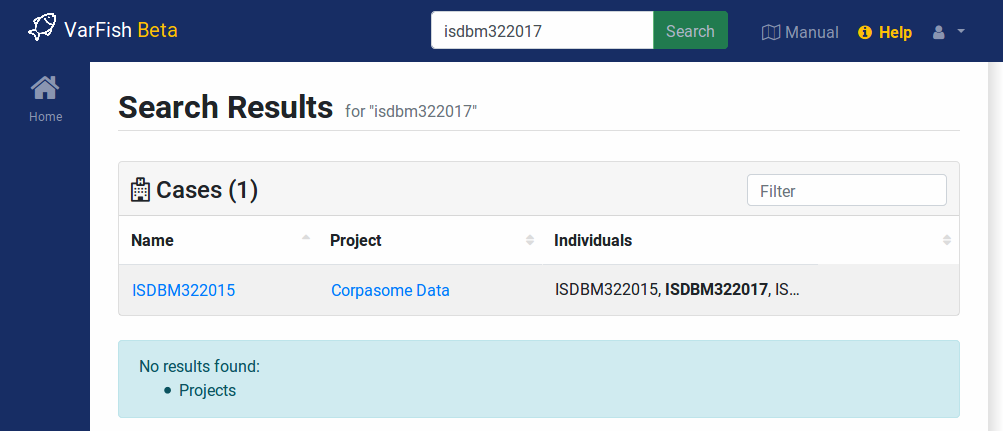 VarFish Beta
isdbm322017
Search
Manual
Help
Home
Search Results for "isdbm322017"
Cases (1)
Filter
Name Project Individuals
ISDBM322015 Corpasome Data ISDBM322015, ISDBM322017, IS...
No results found:
• Projects